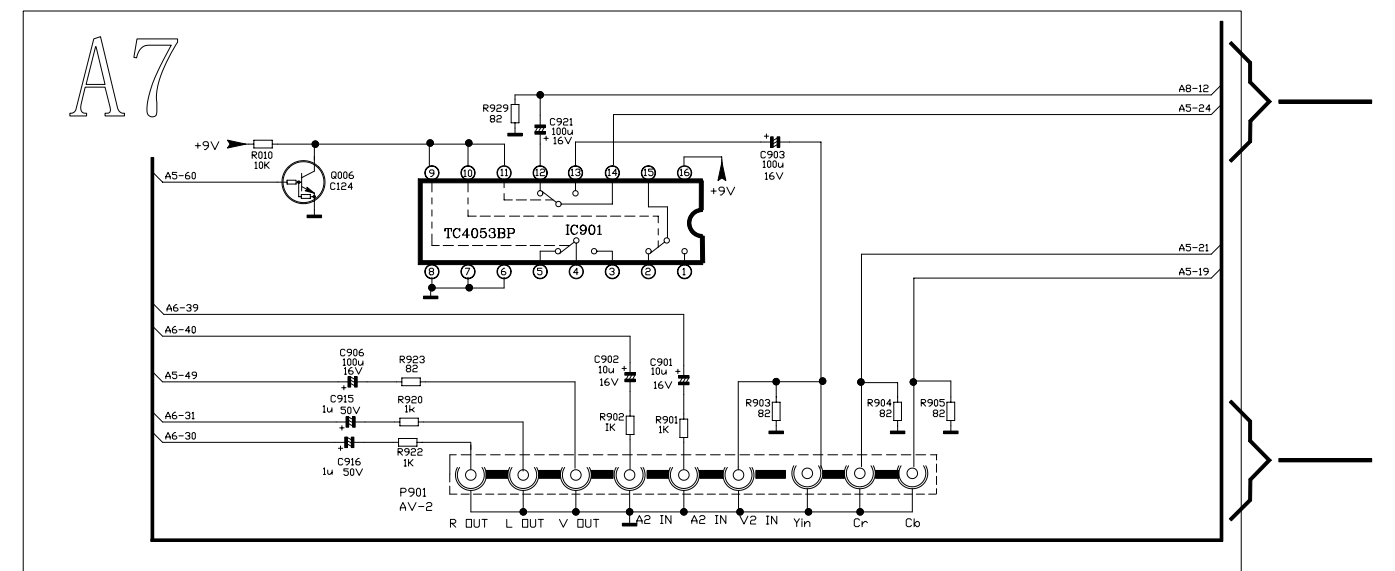 A7
A8-12
A5-24
R929
82
C921
100u
16V
+
+
C903
100u
16V
+9V
R010
10K
A5-60
Q006
C124
9 10 11 12 13 14 15 16
+9V
TC4053BP IC901
8 7 6 5 4 3 2 1
A5-21
A5-19
A6-39
A6-40
C906
100u
16V
+
R923
82
C902
10u
16V
+
C901
10u
16V
+
A5-49
C915
1u 50V
+
R920
1k
R902
1K
R901
1K
R903
82
R904
82
R905
82
A6-31
A6-30
+
C916
1u 50V
R922
1K
P901
AV-2
R OUT L OUT V OUT A2 IN A2 IN V2 IN Yin Cr Cb